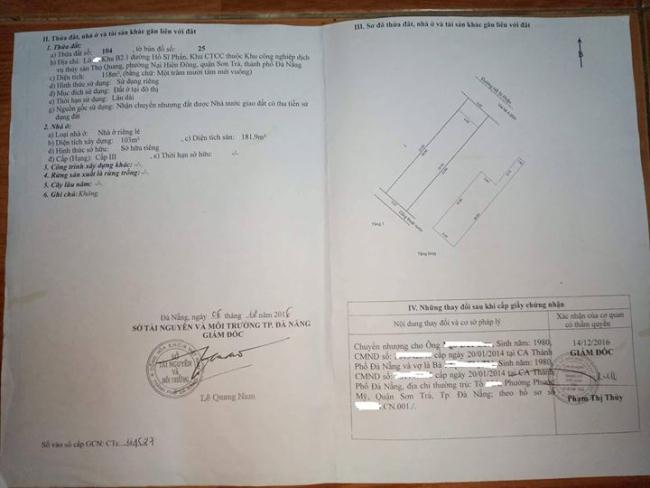 II. Thửa đất, nhà ở và tài sản khác gắn liền với đất
1. Thửa đất:
a) Thửa đất số: 104, tờ bản đồ số: 25
b) Địa chỉ: Khu B2.1 đường Hồ Sĩ Phấn, Khu CTCC thuộc Khu công nghiệp dịch
vụ thủy sản Thọ Quang, phường Nại Hiên Đông, quận Sơn Trà, thành phố Đà Nẵng
c) Diện tích: 118m², (bằng chữ: Một trăm mười tám mét vuông)
d) Hình thức sử dụng: Sử dụng riêng
đ) Mục đích sử dụng: Đất ở tại đô thị
e) Thời hạn sử dụng: Lâu dài
g) Nguồn gốc sử dụng: Nhận chuyển nhượng đất được Nhà nước giao đất có thu tiền sử
dụng đất
2. Nhà ở:
a) Loại nhà ở: Nhà ở riêng lẻ
b) Diện tích xây dựng: 103m², c) Diện tích sàn: 181,9m²
d) Hình thức sở hữu: Sở hữu riêng
đ) Cấp (Hạng): Cấp III, e) Thời hạn sở hữu: -/-
3. Công trình xây dựng khác: -/-
4. Rừng sản xuất là rừng trồng: -/-
5. Cây lâu năm: -/-
6. Ghi chú: Không
Đà Nẵng, ngày 06 tháng năm 2016
SỞ TÀI NGUYÊN VÀ MÔI TRƯỜNG TP. ĐÀ NẴNG
GIÁM ĐỐC
SỞ
TÀI NGUYÊN
VÀ
MÔI TRƯỜNG
Lê Quang Nam
Số vào sổ cấp GCN: CTs:
III. Sơ đồ thửa đất, nhà ở và tài sản khác gắn liền với đất
Tầng 1
Tầng lửng
IV. Những thay đổi sau khi cấp giấy chứng nhận
Nội dung thay đổi và cơ sở pháp lý
Xác nhận của cơ quan
có thẩm quyền
Chuyển nhượng cho Ông Sinh năm: 1980,
CMND số: cấp ngày 20/01/2014 tại CA Thành
Phố Đà Nẵng và vợ là Bà Sinh năm: 1980,
CMND số: cấp ngày 20/01/2014 tại CA Thành
Phố Đà Nẵng, địa chỉ thường trú: Tổ Phường Phước
Mỹ, Quận Sơn Trà, Tp. Đà Nẵng; theo hồ sơ số
.CN.001./.
14/12/2016
GIÁM ĐỐC
Phạm Thị Thúy